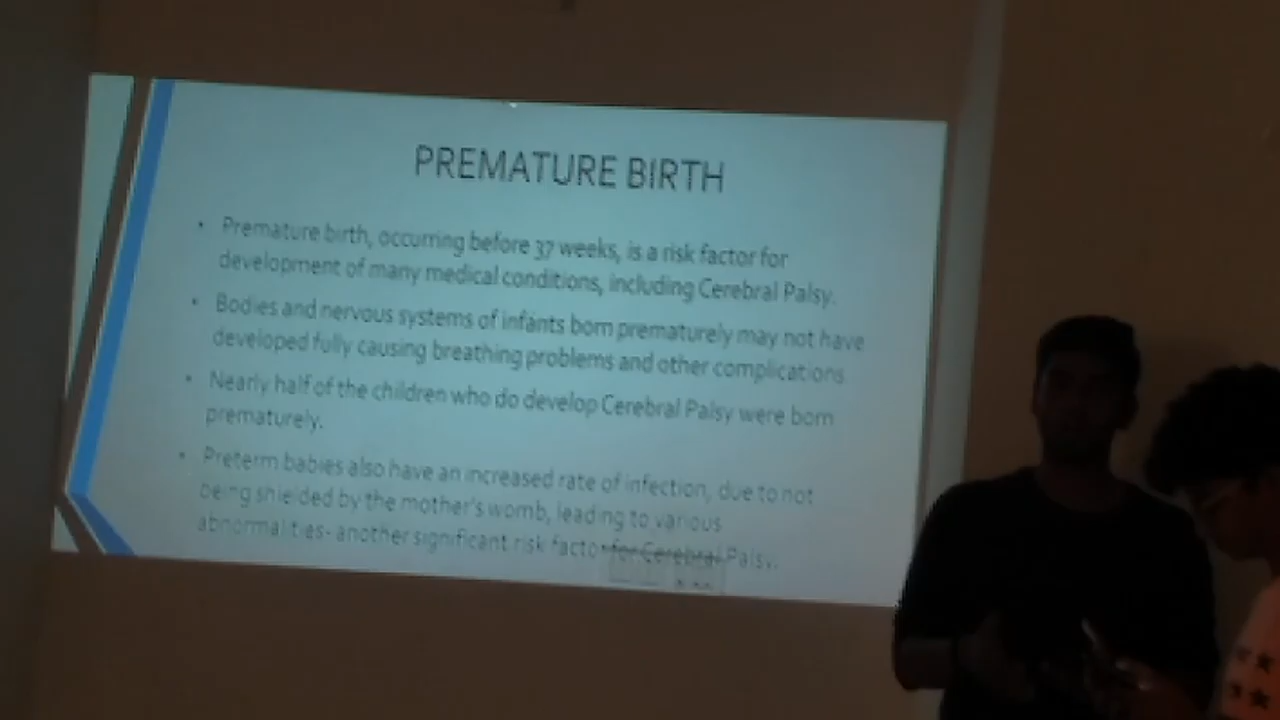 PREMATURE BIRTH
• Premature birth, occurring before 37 weeks, is a risk factor for
development of many medical conditions, including Cerebral Palsy.
• Bodies and nervous systems of infants born prematurely may not have
developed fully causing breathing problems and other complications
• Nearly half of the children who do develop Cerebral Palsy were born
prematurely.
• Preterm babies also have an increased rate of infection, due to not
being shielded by the mother's womb, leading to various
abnormalities- another significant risk factor for Cerebral Palsy.